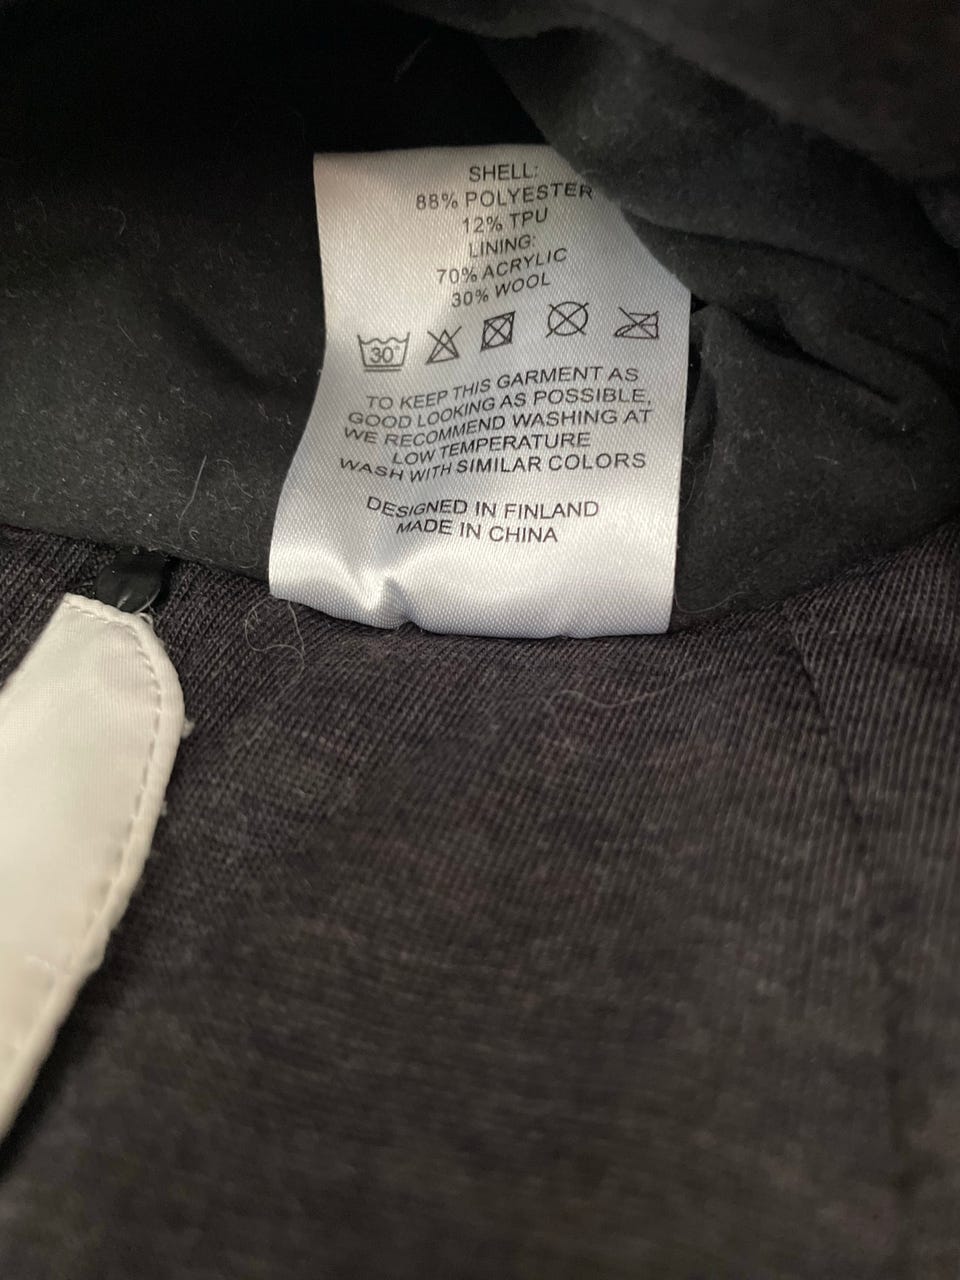 SHELL:
88% POLYESTER
12% TPU
LINING:
70% ACRYLIC
30% WOOL
30°
TO KEEP THIS GARMENT AS
GOOD LOOKING AS POSSIBLE,
WE RECOMMEND WASHING AT
LOW TEMPERATURE
WASH WITH SIMILAR COLORS
DESIGNED IN FINLAND
MADE IN CHINA